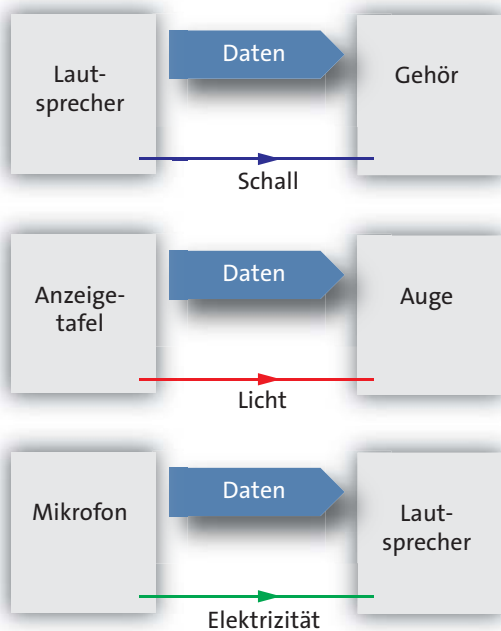 Laut-
sprecher
Daten
Gehör
Schall
Anzeige-
tafel
Daten
Auge
Licht
Mikrofon
Daten
Laut-
sprecher
Elektrizität